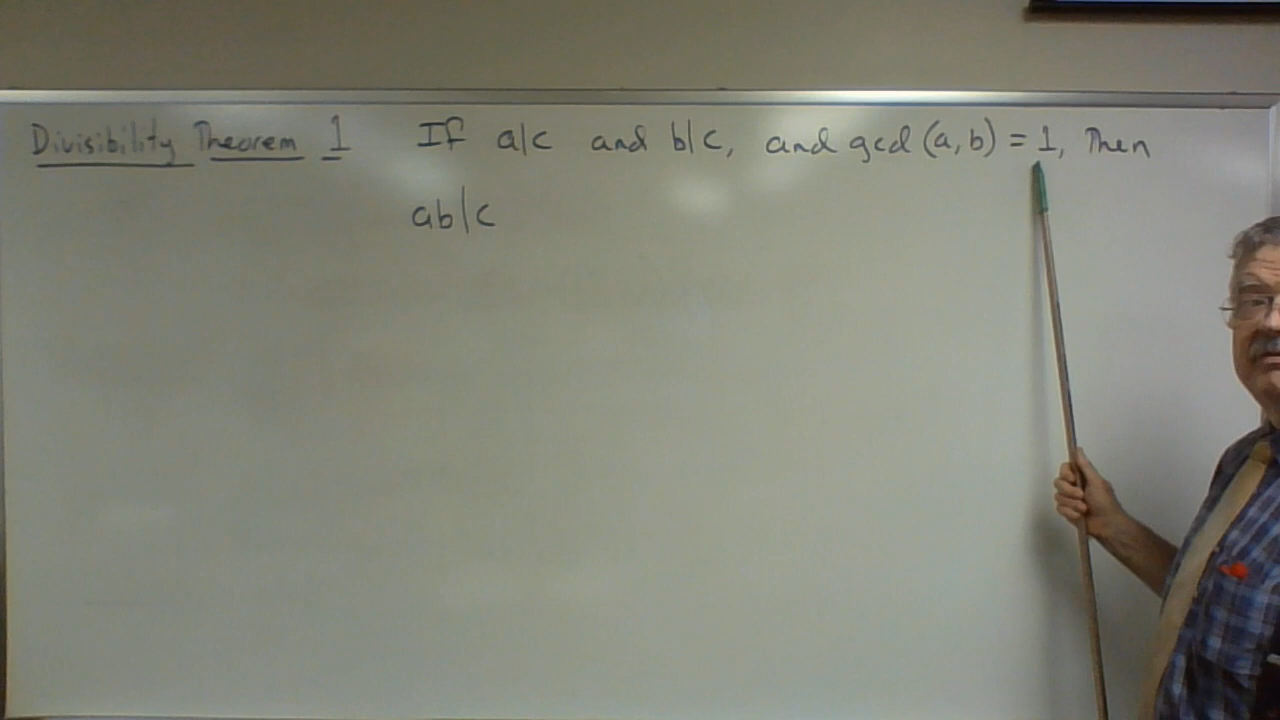 Divisibility Theorem 1 If a|c and b|c, and gcd (a, b) = 1, Then
ab|c